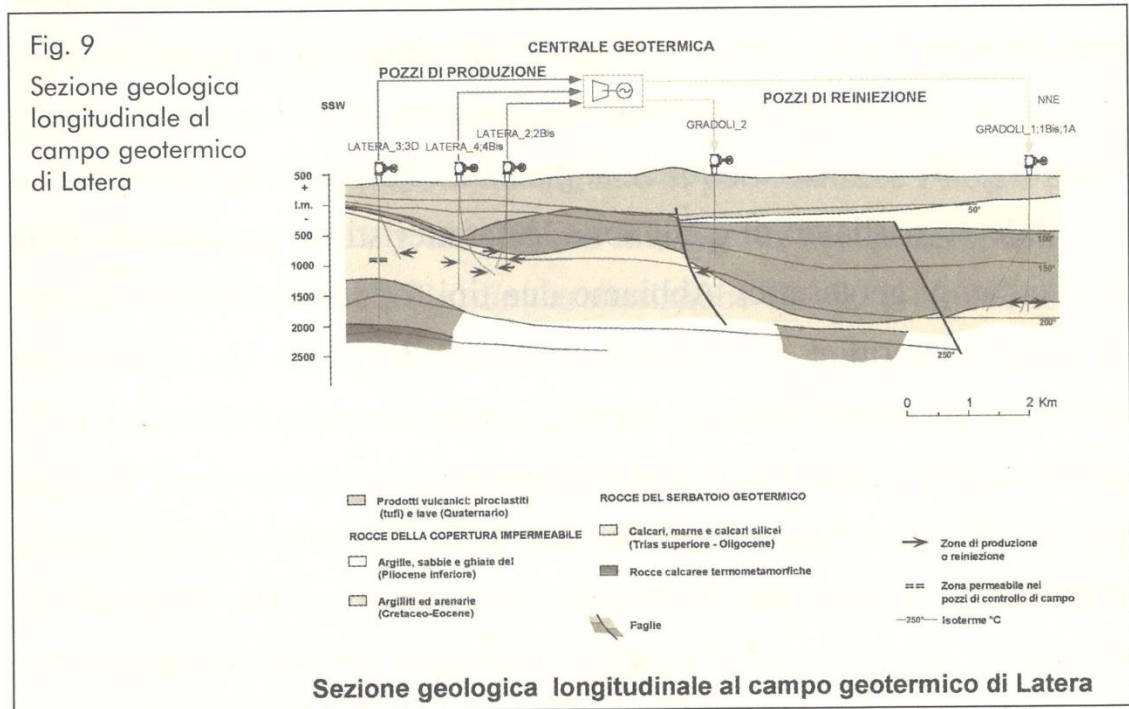 Fig. 9
Sezione geologica
longitudinale al
campo geotermico
di Latera
CENTRALE GEOTERMICA
POZZI DI PRODUZIONE
POZZI DI REINIEZIONE
SSW
NNE
LATERA_3;3D
LATERA_4;4Bis
LATERA_2;2Bis
GRADOLI_2
GRADOLI_1;1Bis;1A
500
+
l.m.
-
500
1000
1500
2000
2500
50°
100°
150°
200°
250°
0 1 2 Km
Prodotti vulcanici: piroclastiti
(tufi) e lave (Quaternario)
ROCCE DELLA COPERTURA IMPERMEABILE
Argille, sabbie e ghiaie del
(Pliocene inferiore)
Argilliti ed arenarie
(Cretaceo-Eocene)
ROCCE DEL SERBATOIO GEOTERMICO
Calcari, marne e calcari silicei
(Trias superiore - Oligocene)
Rocce calcaree termometamorfiche
Faglie
Zone di produzione
o reiniezione
Zona permeabile nei
pozzi di controllo di campo
250° Isoterme °C
Sezione geologica longitudinale al campo geotermico di Latera